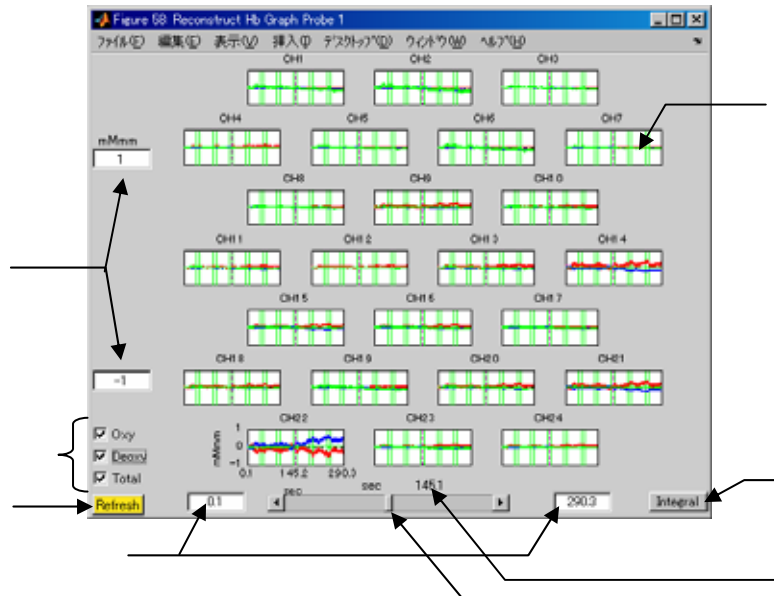 Figure 58: Reconstruct Hb Graph Probe 1
ファイル(F) 編集(E) 表示(V) 挿入(I) デスクトップ(D) ウィンドウ(W) ヘルプ(H)
CH1 CH2 CH3
CH4 CH5 CH6 CH7
mMmm
1
CH8 CH9 CH10
CH11 CH12 CH13 CH14
CH15 CH16 CH17
-1
CH18 CH19 CH20 CH21
CH22 CH23 CH24
Oxy
Deoxy
Total
mMmm
1
0
-1
0.1 145.2 290.3
sec
sec 145.1
Refresh 0.1 290.3 Integral